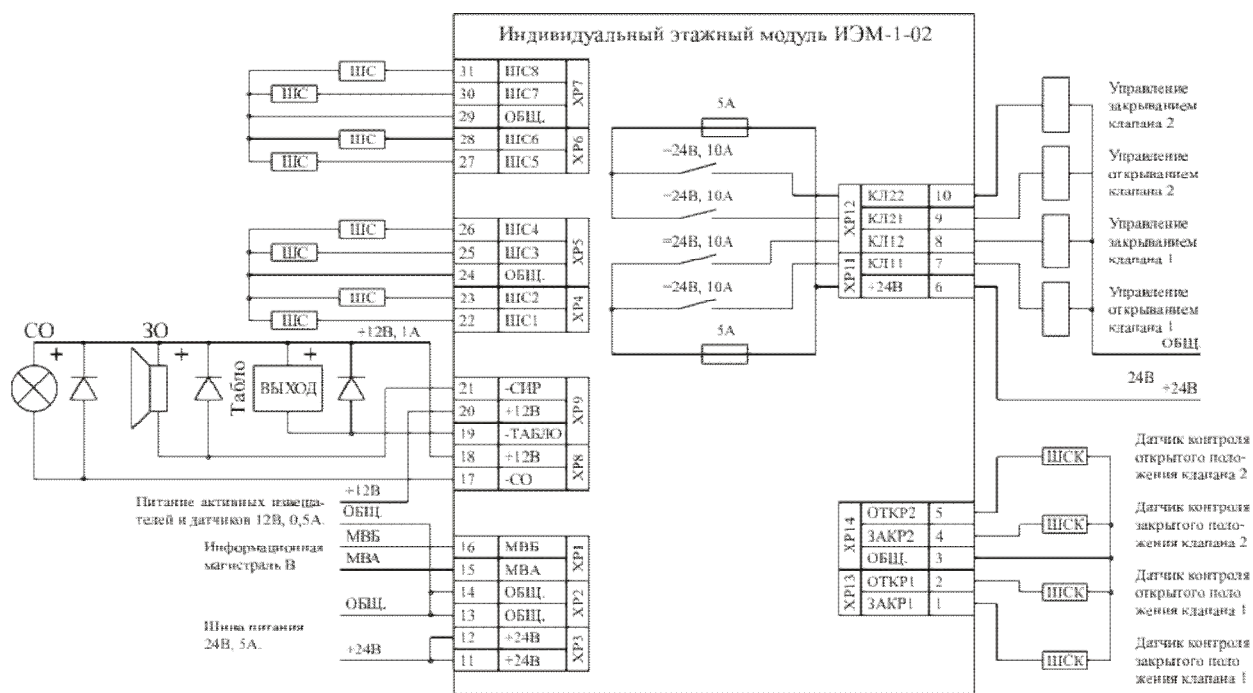 Индивидуальный этажный модуль ИЭМ-1-02
ШС 31 ШС8
ШС 30 ШС7
29 ОБЩ.
ХР7
ШС 28 ШС6
ШС 27 ШС5
ХР6
ШС 26 ШС4
ШС 25 ШС3
24 ОБЩ.
ХР5
ШС 23 ШС2
ШС 22 ШС1
ХР4
+12В, 1А
СО
+
ЗО
+
Табло
ВЫХОД
+
21 -СИР
20 +12В
19 -ТАБЛО
ХР9
18 +12В
17 -СО
ХР8
Питание активных извеща-
телей и датчиков 12В, 0,5А.
+12В
ОБЩ.
Информационная
магистраль В
МВБ
МВА
16 МВБ
15 МВА
ХР1
ОБЩ.
14 ОБЩ.
13 ОБЩ.
ХР2
Шина питания
24В, 5А.
+24В
12 +24В
11 +24В
ХР3
5А
=24В, 10А
=24В, 10А
=24В, 10А
=24В, 10А
5А
ХР12
КЛ22 10
КЛ21 9
КЛ12 8
ХР11
КЛ11 7
+24В 6
Управление
закрыванием
клапана 2
Управление
открыванием
клапана 2
Управление
закрыванием
клапана 1
Управление
открыванием
клапана 1
ОБЩ.
24В
+24В
ХР14
ОТКР2 5
ЗАКР2 4
ОБЩ. 3
ХР13
ОТКР1 2
ЗАКР1 1
ШСК
Датчик контроля
открытого поло-
жения клапана 2
ШСК
Датчик контроля
закрытого поло-
жения клапана 2
ШСК
Датчик контроля
открытого поло
жения клапана 1
ШСК
Датчик контроля
закрытого поло
жения клапана 1